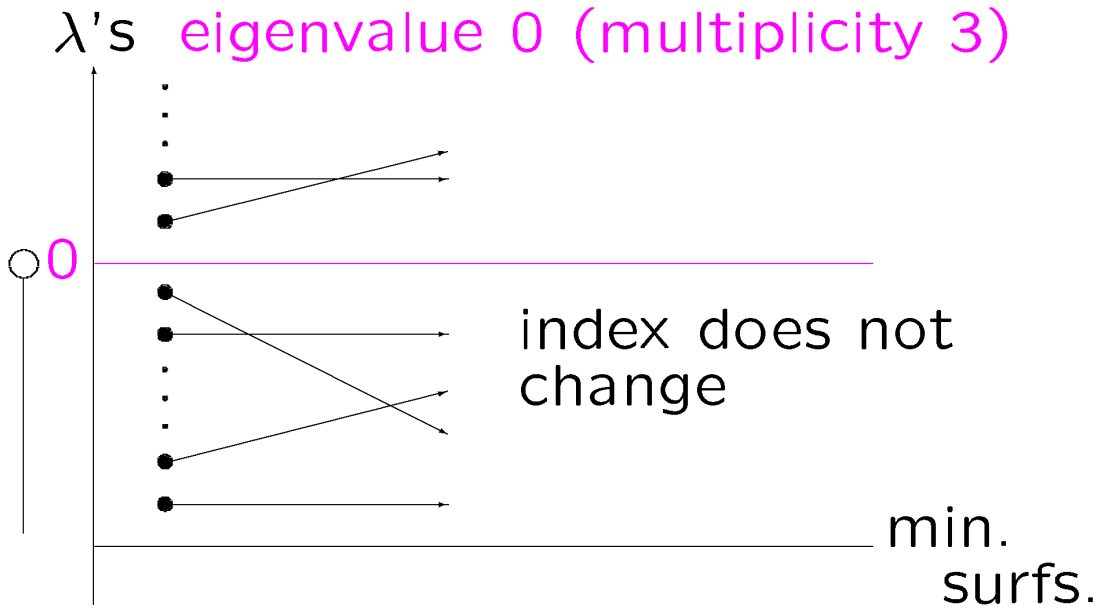 λ's eigenvalue 0 (multiplicity 3)
0
index does not
change
min.
surfs.